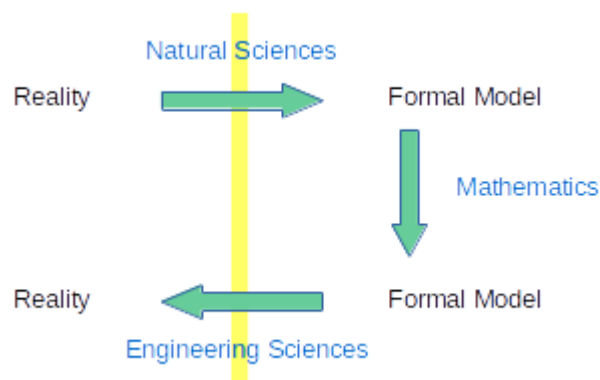 Natural Sciences
Reality
Formal Model
Mathematics
Reality
Formal Model
Engineering Sciences